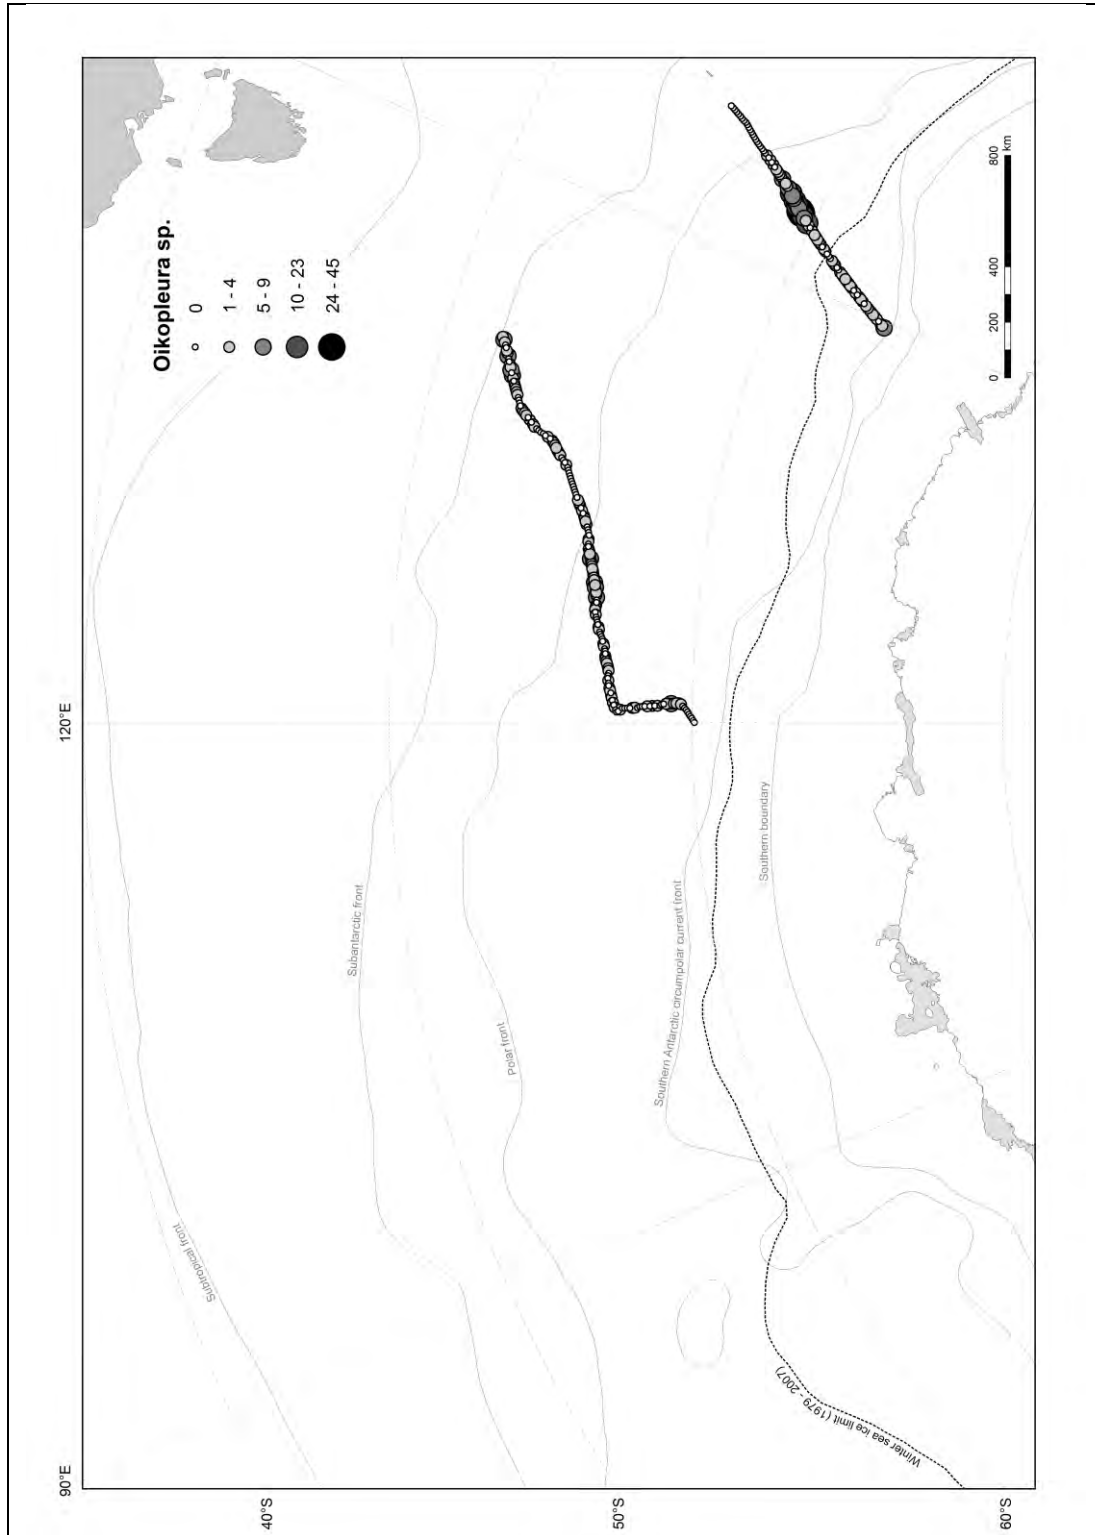 Oikopleura sp.
0
1 - 4
5 - 9
10 - 23
24 - 45
120°E
90°E
40°S
50°S
60°S
Subtropical front
Subantarctic front
Polar front
Southern Antarctic circumpolar current front
Southern boundary
Winter sea ice limit (1979 - 2007)
0 200 400 800
km